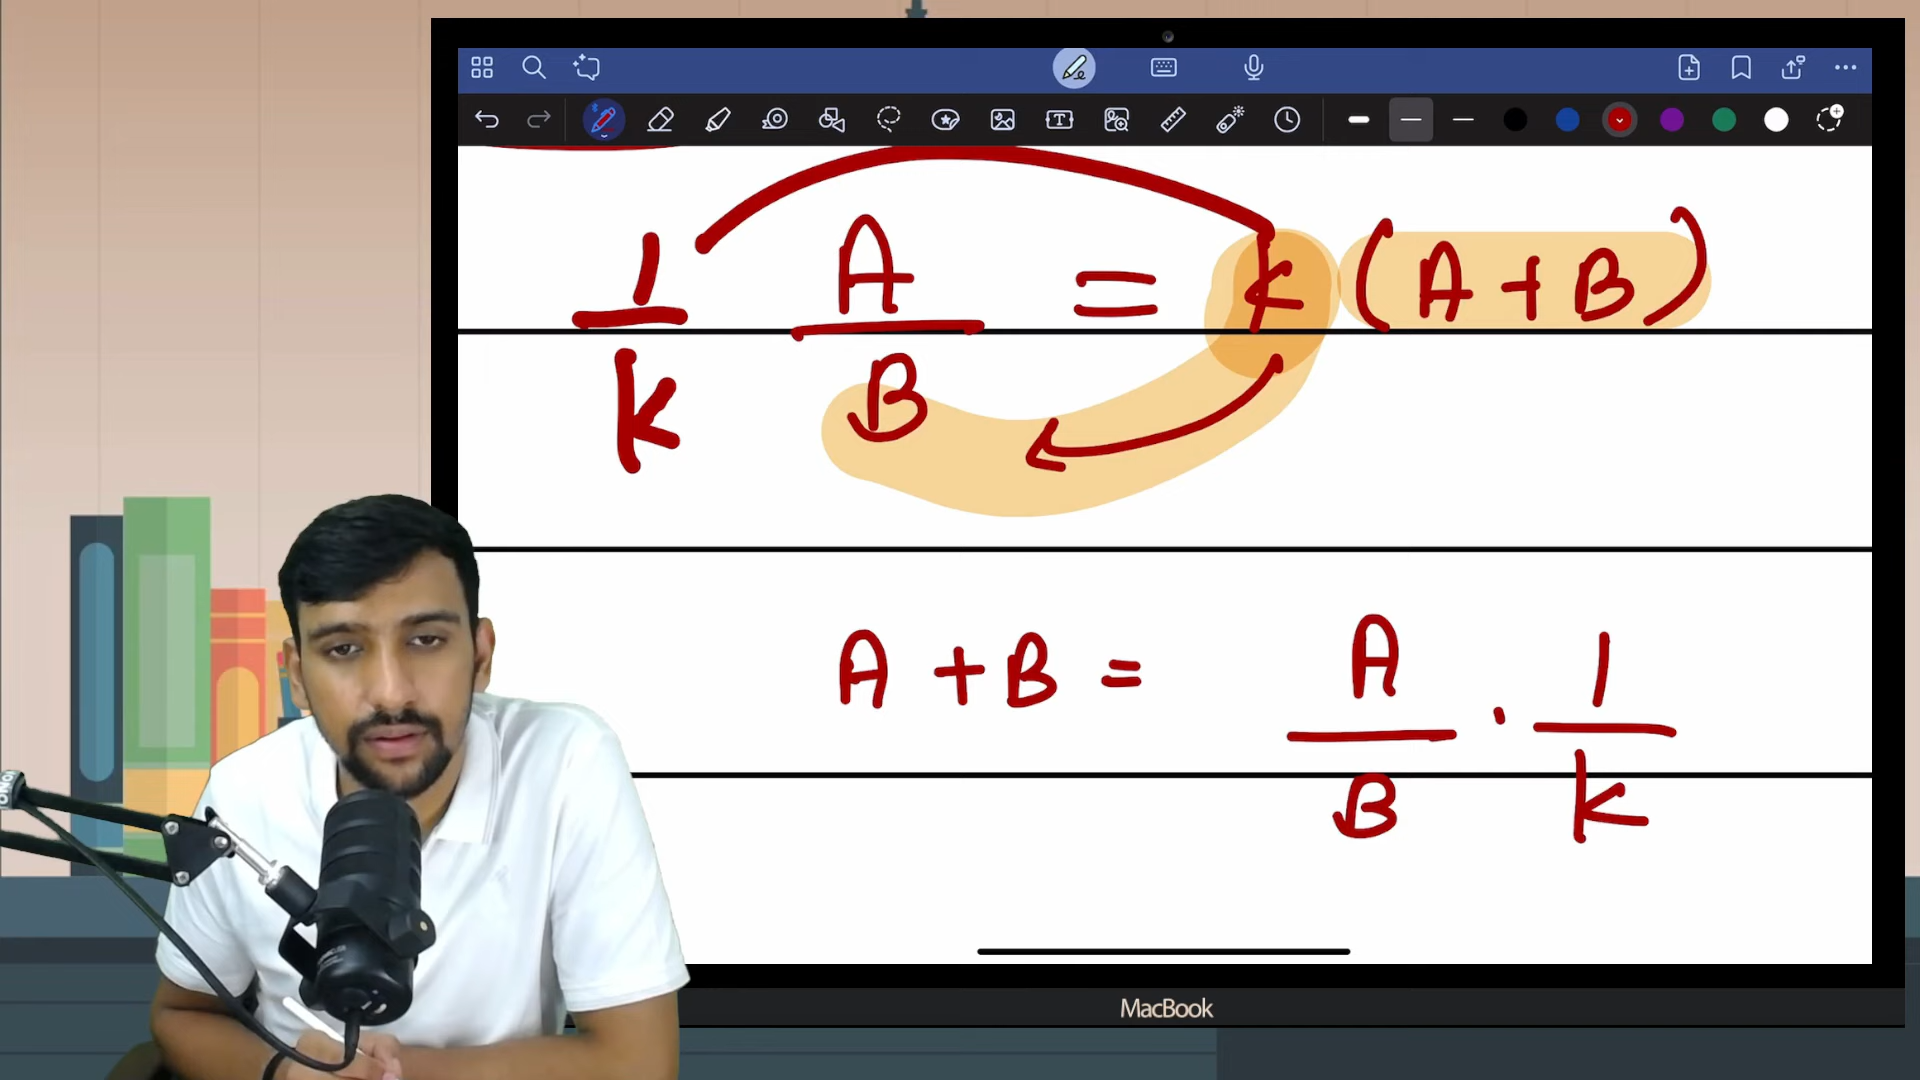 1/k A/B = k (A+B)
A + B = A/B · 1/k
MacBook